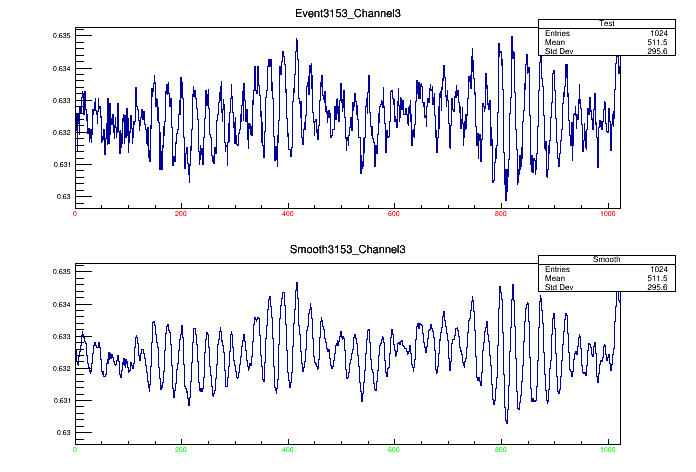 Event3153_Channel3
Test
Entries 1024
Mean 511.5
Std Dev 295.6
0.635
0.634
0.633
0.632
0.631
0.63
0 200 400 600 800 1000
Smooth3153_Channel3
Smooth
Entries 1024
Mean 511.5
Std Dev 295.6
0.635
0.634
0.633
0.632
0.631
0.63
0 200 400 600 800 1000